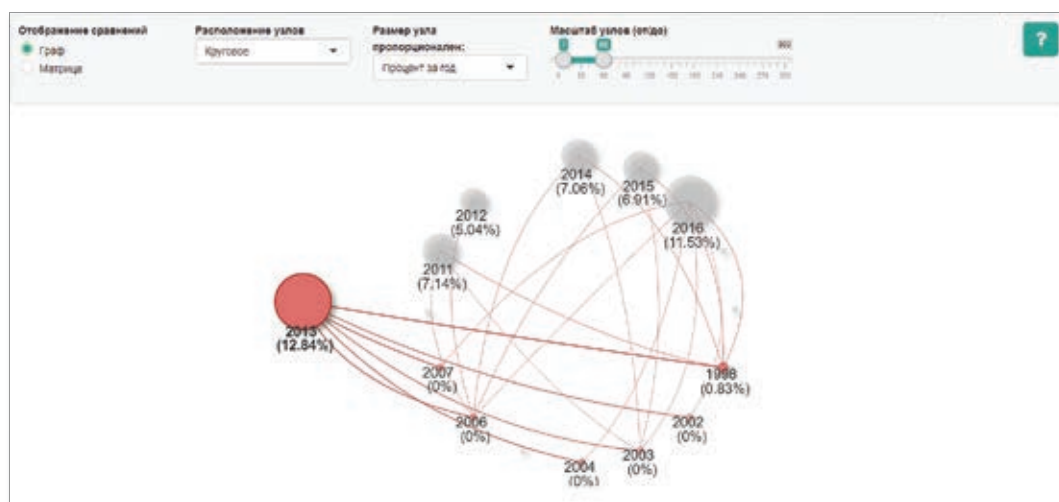 Отображение сравнений
Граф
Матрица
Расположение узлов
Круговое
Размер узла
пропорционален:
Процент за год
Масштаб узлов (от/до)
?
2014
(7.06%)
2015
(6.91%)
2016
(11.53%)
2012
(5.04%)
2011
(7.14%)
2013
(12.84%)
2007
(0%)
1998
(0.83%)
2006
(0%)
2002
(0%)
2003
(0%)
2004
(0%)